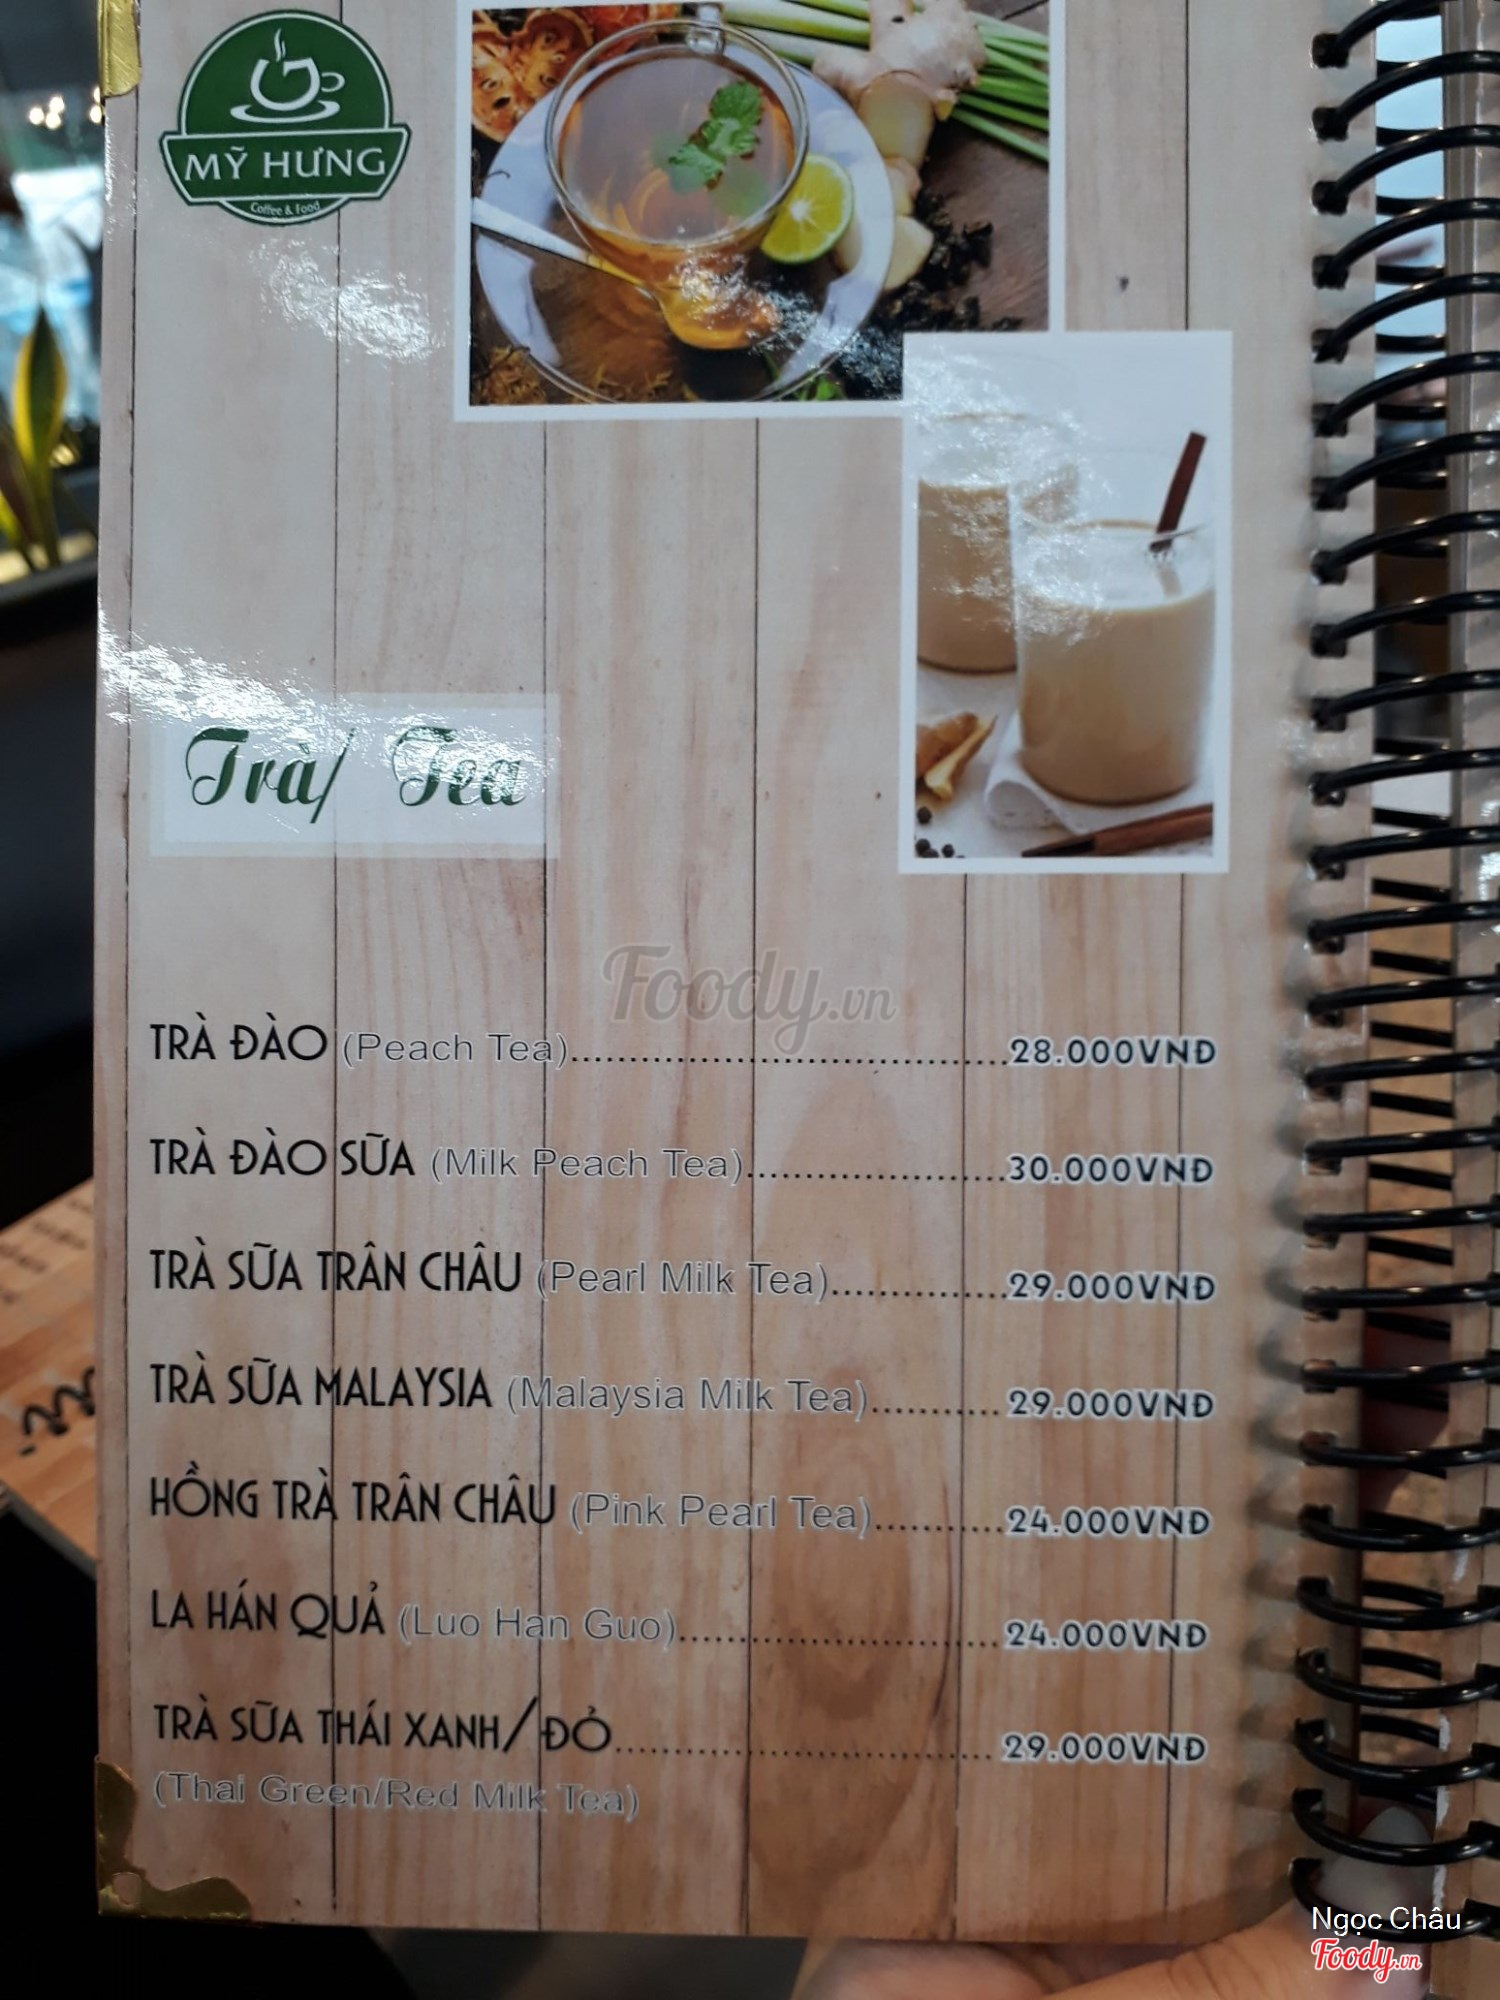 MỸ HƯNG
Coffee & Food
Trà/ Tea
Foody.vn
TRÀ ĐÀO (Peach Tea)....................................28.000VNĐ
TRÀ ĐÀO SỮA (Milk Peach Tea)......................30.000VNĐ
TRÀ SỮA TRÂN CHÂU (Pearl Milk Tea)...............29.000VNĐ
TRÀ SỮA MALAYSIA (Malaysia Milk Tea)...........29.000VNĐ
HỒNG TRÀ TRÂN CHÂU (Pink Pearl Tea)...........24.000VNĐ
LA HÁN QUẢ (Luo Han Guo)...........................24.000VNĐ
TRÀ SỮA THÁI XANH/ĐỎ................................29.000VNĐ
(Thai Green/Red Milk Tea)
Ngọc Châu
Foody.vn